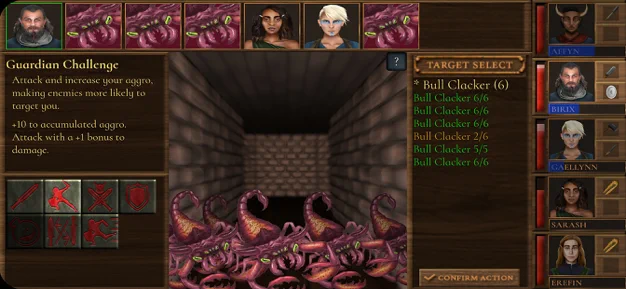 Guardian Challenge
Attack and increase your aggro,
making enemies more likely to
target you.
+10 to accumulated aggro.
Attack with a +1 bonus to
damage.
?
TARGET SELECT
* Bull Clacker (6)
Bull Clacker 6/6
Bull Clacker 6/6
Bull Clacker 6/6
Bull Clacker 2/6
Bull Clacker 5/5
Bull Clacker 6/6
CONFIRM ACTION
BIRIX
GAELLYNN
SARASH
EREFIN